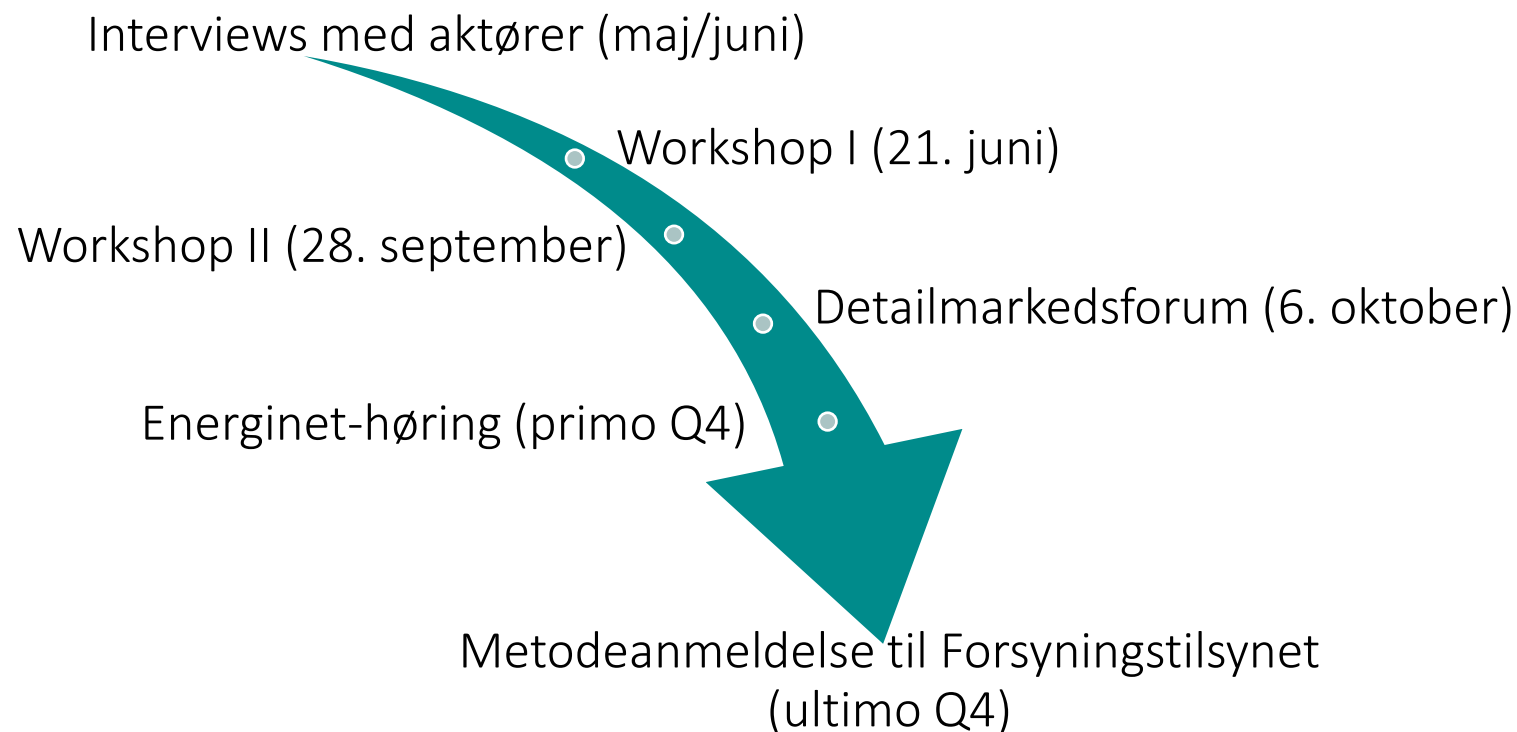 Interviews med aktører (maj/juni)
Workshop I (21. juni)
Workshop II (28. september)
Detailmarkedsforum (6. oktober)
Energinet-høring (primo Q4)
Metodeanmeldelse til Forsyningstilsynet
(ultimo Q4)